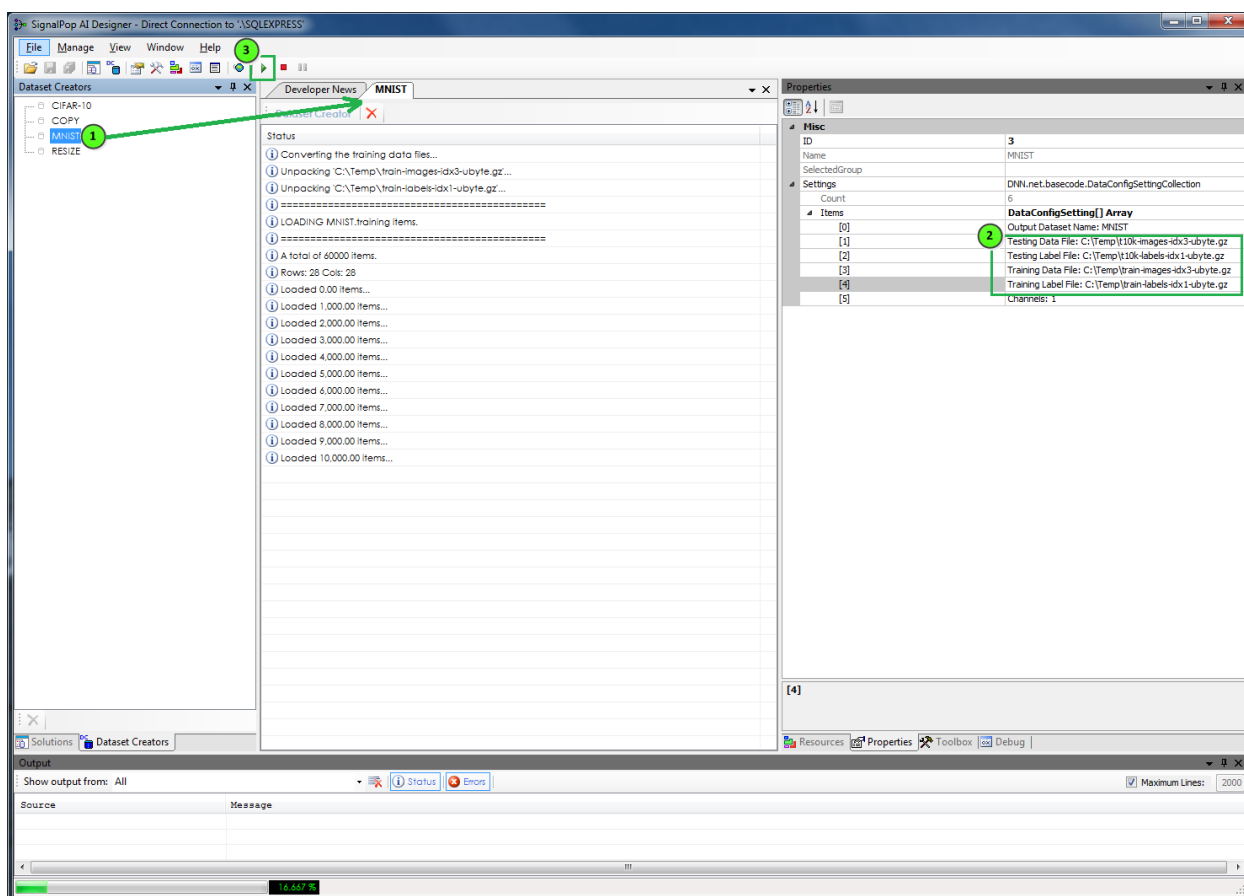 SignalPop AI Designer - Direct Connection to '.\SQLEXPRESS'
File Manage View Window Help
3
Dataset Creators
CIFAR-10
COPY
MNIST
1
RESIZE
Solutions
Dataset Creators
Developer News
MNIST
Dataset Creator
Status
Converting the training data files...
Unpacking 'C:\Temp\train-images-idx3-ubyte.gz'...
Unpacking 'C:\Temp\train-labels-idx1-ubyte.gz'...
=============================================
LOADING MNIST.training items.
=============================================
A total of 60000 items.
Rows: 28 Cols: 28
Loaded 0.00 items...
Loaded 1,000.00 items...
Loaded 2,000.00 items...
Loaded 3,000.00 items...
Loaded 4,000.00 items...
Loaded 5,000.00 items...
Loaded 6,000.00 items...
Loaded 7,000.00 items...
Loaded 8,000.00 items...
Loaded 9,000.00 items...
Loaded 10,000.00 items...
Properties
Misc
ID 3
Name MNIST
SelectedGroup
Settings DNN.net.basecode.DataConfigSettingCollection
Count 6
Items DataConfigSetting[] Array
[0] Output Dataset Name: MNIST
2
[1] Testing Data File: C:\Temp\t10k-images-idx3-ubyte.gz
[2] Testing Label File: C:\Temp\t10k-labels-idx1-ubyte.gz
[3] Training Data File: C:\Temp\train-images-idx3-ubyte.gz
[4] Training Label File: C:\Temp\train-labels-idx1-ubyte.gz
[5] Channels: 1
[4]
Resources Properties Toolbox Debug
Output
Show output from: All
Status
Errors
Maximum Lines: 2000
Source Message
16.667 %